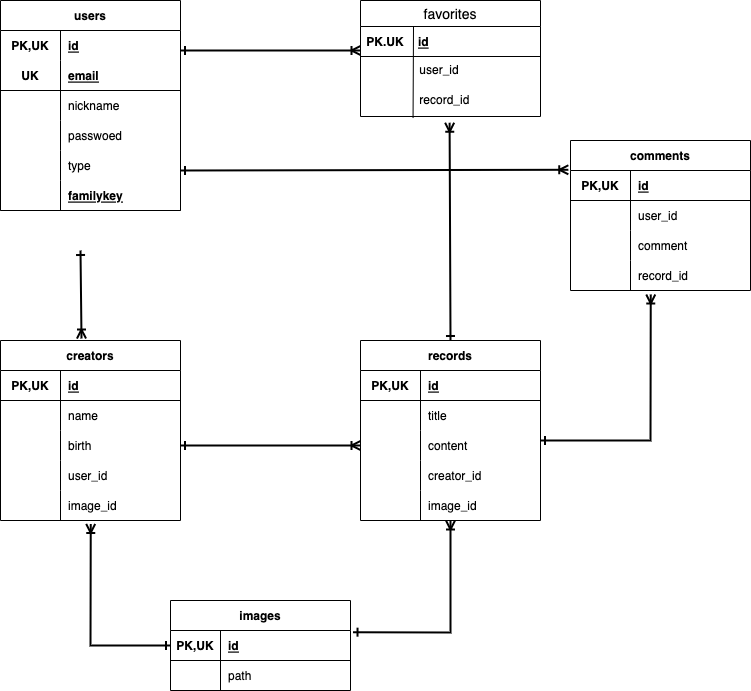 users
PK,UK id
UK email
nickname
passwoed
type
familykey
favorites
PK.UK id
user_id
record_id
comments
PK,UK id
user_id
comment
record_id
creators
PK,UK id
name
birth
user_id
image_id
records
PK,UK id
title
content
creator_id
image_id
images
PK,UK id
path